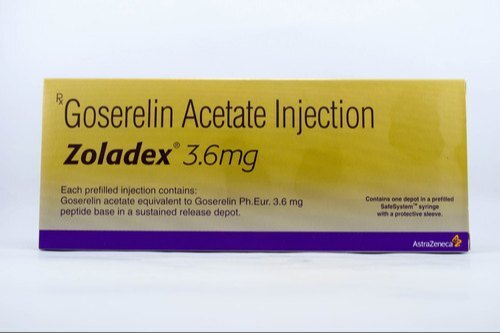 Rx Goserelin Acetate Injection
Zoladex® 3.6mg
Each prefilled injection contains:
Goserelin acetate equivalent to Goserelin Ph.Eur. 3.6 mg
peptide base in a sustained release depot.
Contains one depot in a prefilled
SafeSystem™ syringe
with a protective sleeve.
AstraZeneca